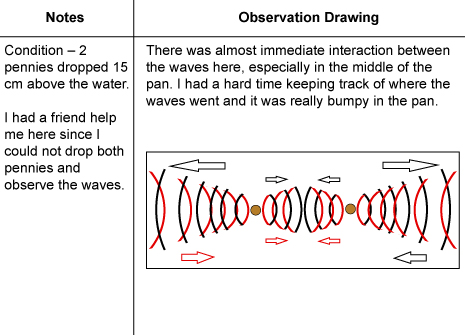 Notes
Observation Drawing
Condition – 2
pennies dropped 15
cm above the water.
I had a friend help
me here since I
could not drop both
pennies and
observe the waves.
There was almost immediate interaction between
the waves here, especially in the middle of the
pan. I had a hard time keeping track of where the
waves went and it was really bumpy in the pan.